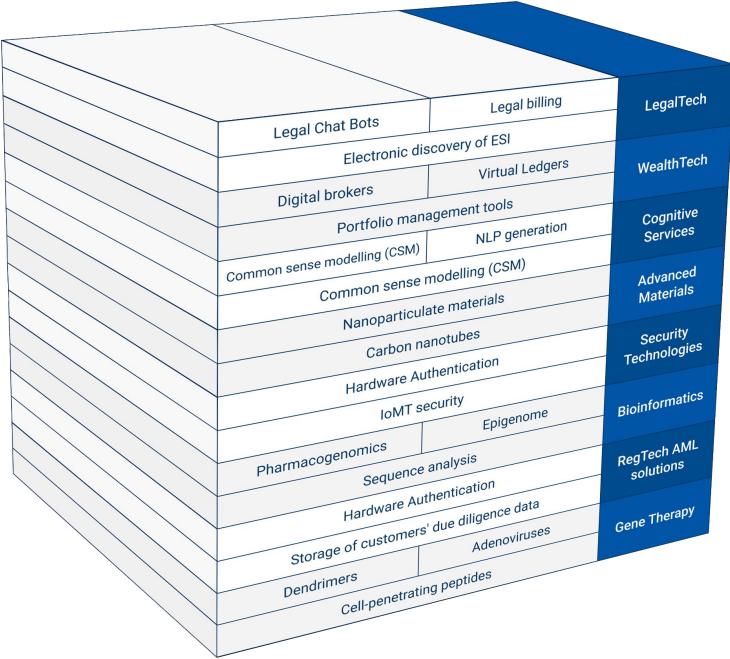 Legal Chat Bots
Legal billing
LegalTech
Electronic discovery of ESI
Digital brokers
Virtual Ledgers
WealthTech
Portfolio management tools
Common sense modelling (CSM)
NLP generation
Cognitive
Services
Common sense modelling (CSM)
Nanoparticulate materials
Advanced
Materials
Carbon nanotubes
Hardware Authentication
Security
Technologies
IoMT security
Pharmacogenomics
Epigenome
Bioinformatics
Sequence analysis
Hardware Authentication
RegTech AML
solutions
Storage of customers' due diligence data
Dendrimers
Adenoviruses
Gene Therapy
Cell-penetrating peptides